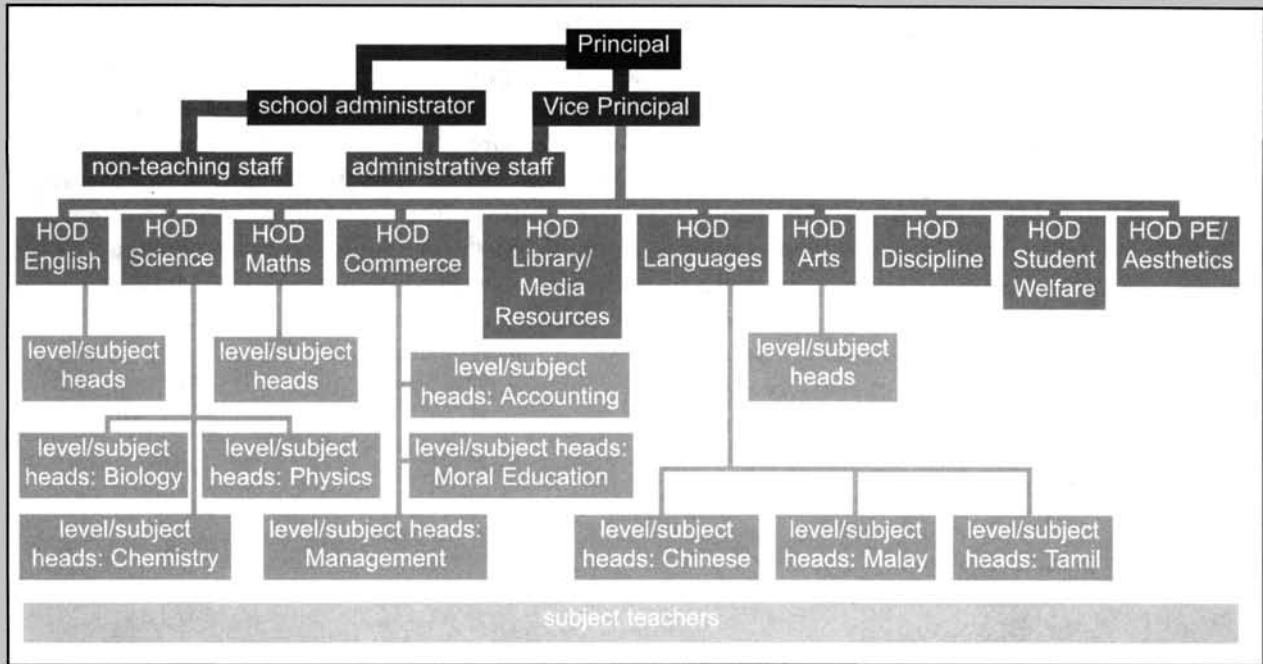 Principal
school administrator
Vice Principal
non-teaching staff
administrative staff
HOD
English
HOD
Science
HOD
Maths
HOD
Commerce
HOD
Library/
Media
Resources
HOD
Languages
HOD
Arts
HOD
Discipline
HOD
Student
Welfare
HOD PE/
Aesthetics
level/subject
heads
level/subject
heads
level/subject
heads: Accounting
level/subject
heads
level/subject
heads: Biology
level/subject
heads: Physics
level/subject heads:
Moral Education
level/subject
heads: Chemistry
level/subject heads:
Management
level/subject
heads: Chinese
level/subject
heads: Malay
level/subject
heads: Tamil
subject teachers